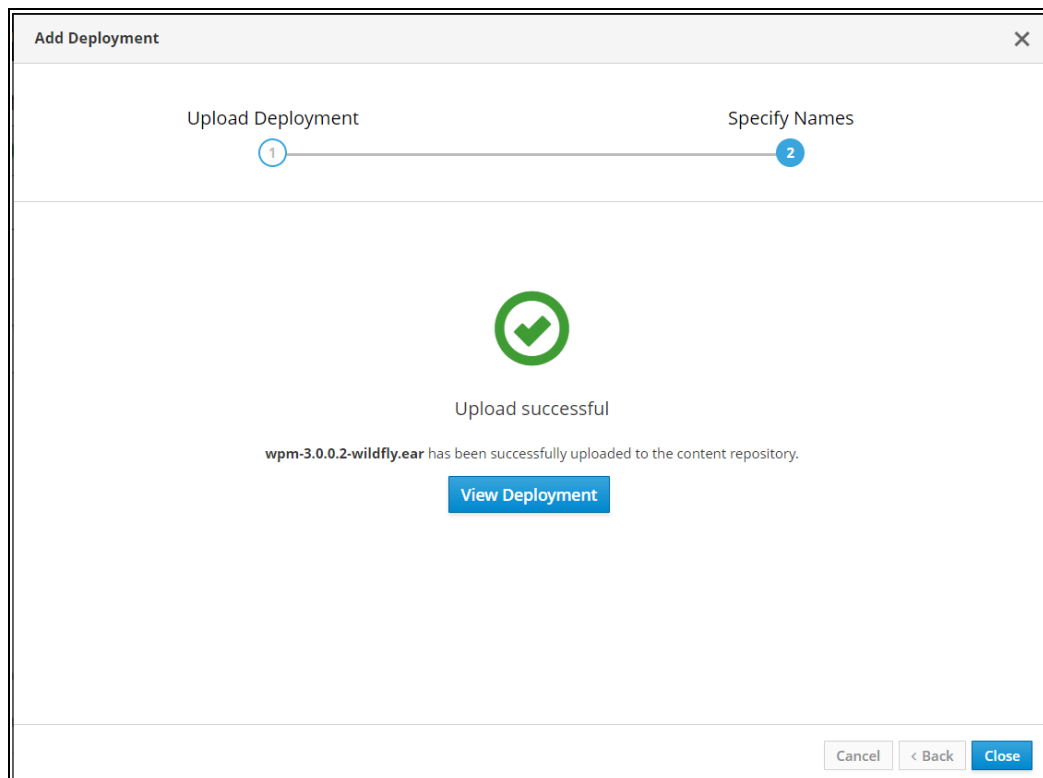 Add Deployment
Upload Deployment
Specify Names
1
2
Upload successful
wpm-3.0.0.2-wildfly.ear has been successfully uploaded to the content repository.
View Deployment
Cancel
< Back
Close